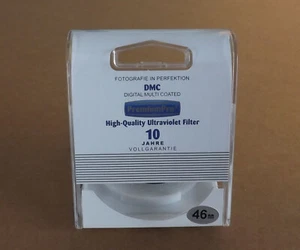 FOTOGRAFIE IN PERFEKTION
DMC
DIGITAL MULTI COATED
High-Quality Ultraviolet Filter
10
JAHRE
VOLLGARANTIE
46